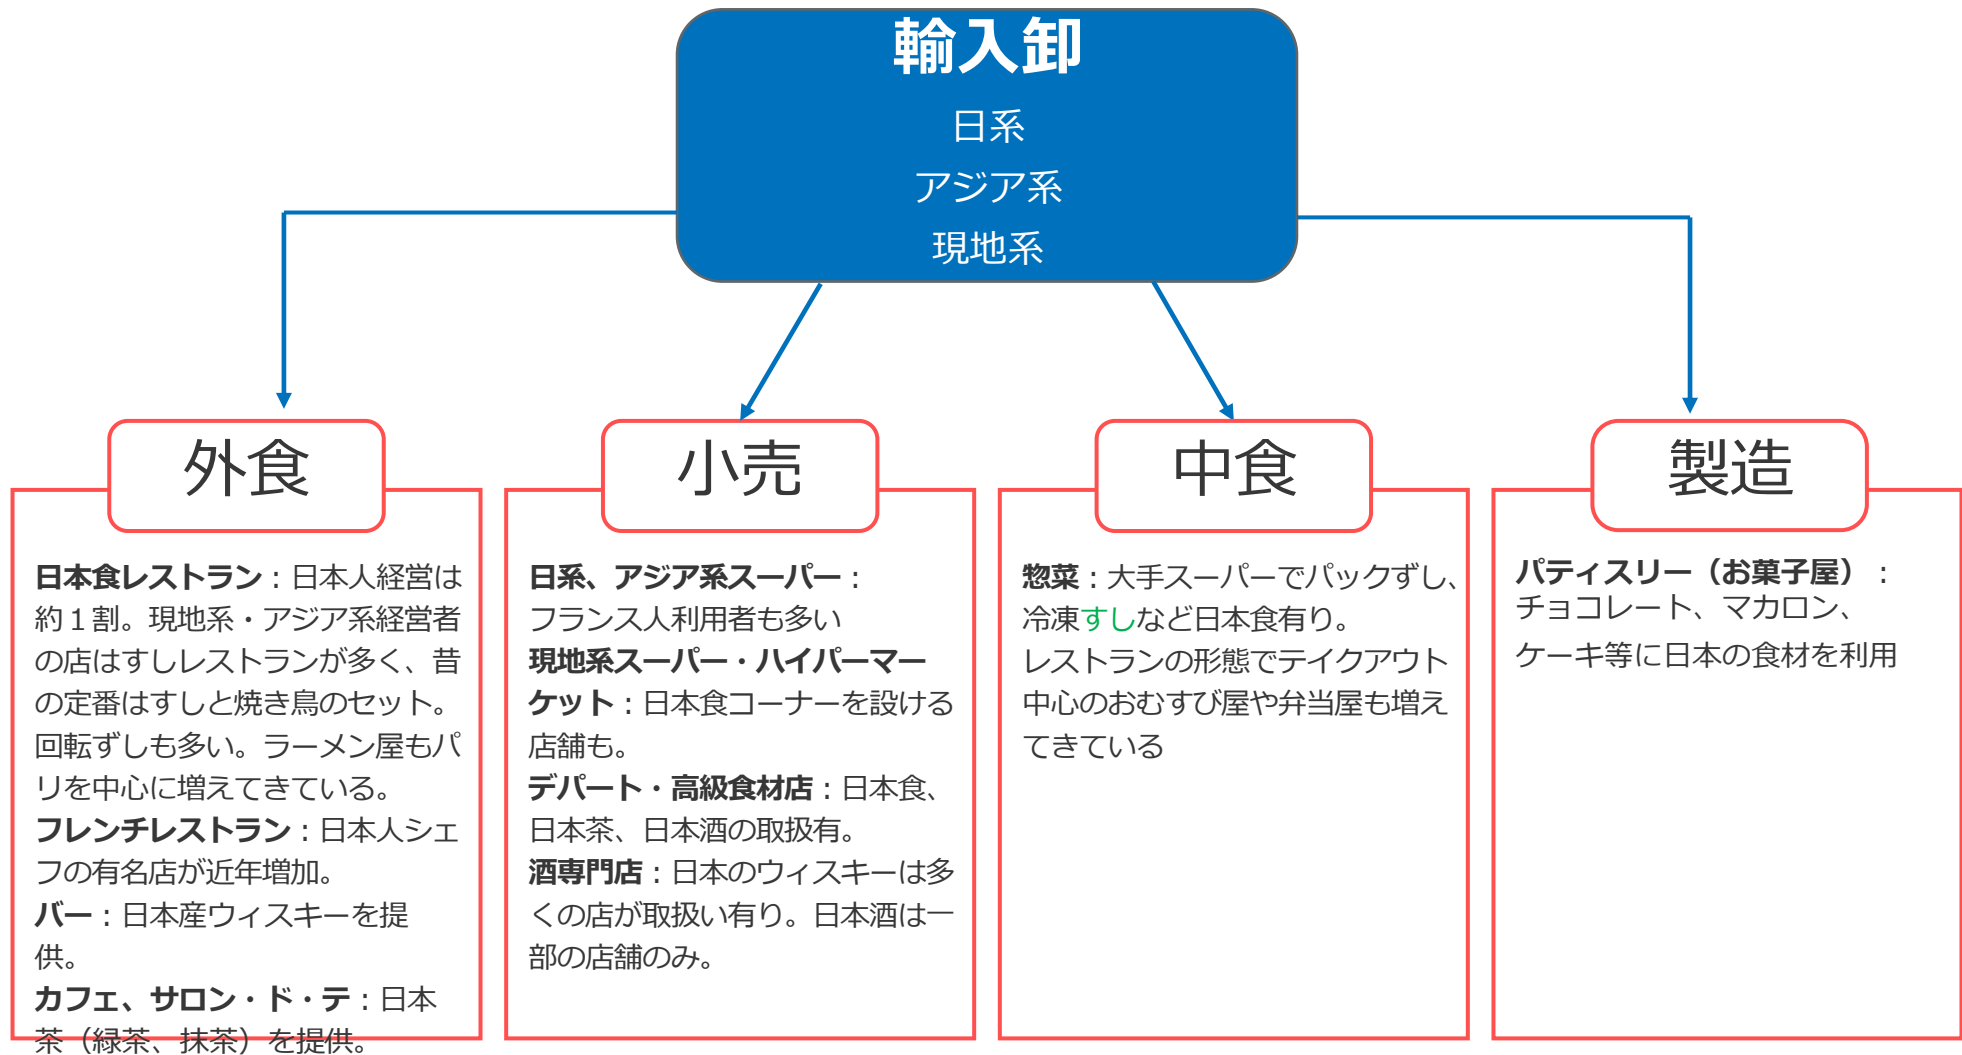 輸入卸
日系
アジア系
現地系
外食
日本食レストラン：日本人経営は
約１割。現地系・アジア系経営者
の店はすしレストランが多く、昔
の定番はすしと焼き鳥のセット。
回転ずしも多い。ラーメン屋もパ
リを中心に増えてきている。
フレンチレストラン：日本人シェ
フの有名店が近年増加。
バー：日本産ウィスキーを提
供。
カフェ、サロン・ド・テ：日本
茶（緑茶、抹茶）を提供。
小売
日系、アジア系スーパー：
フランス人利用者も多い
現地系スーパー・ハイパーマー
ケット：日本食コーナーを設ける
店舗も。
デパート・高級食材店：日本食、
日本茶、日本酒の取扱有。
酒専門店：日本のウィスキーは多
くの店が取扱い有り。日本酒は一
部の店舗のみ。
中食
惣菜：大手スーパーでパックずし、
冷凍すしなど日本食有り。
レストランの形態でテイクアウト
中心のおむすび屋や弁当屋も増え
てきている
製造
パティスリー（お菓子屋）：
チョコレート、マカロン、
ケーキ等に日本の食材を利用